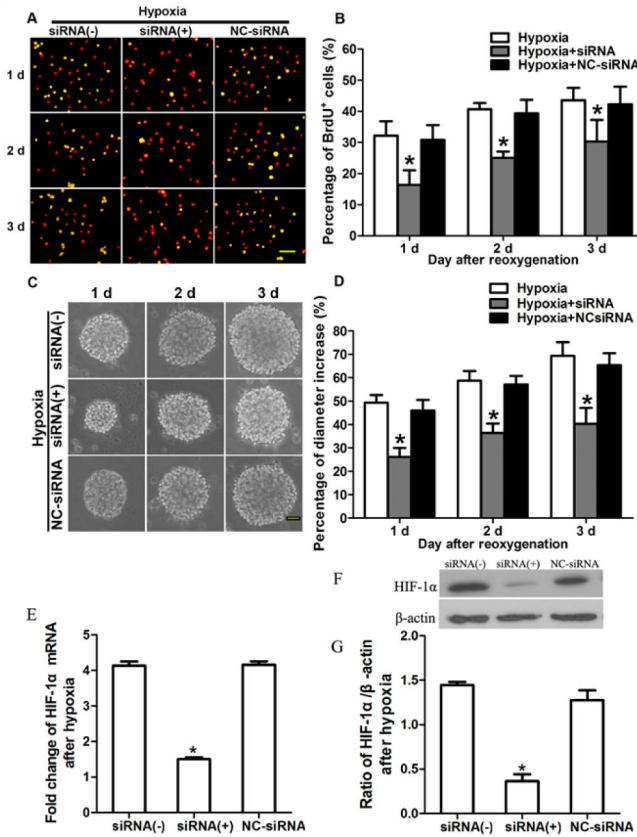 A
Hypoxia
siRNA(-) siRNA(+) NC-siRNA
1 d
2 d
3 d
B
Hypoxia
Hypoxia+siRNA
Hypoxia+NC-siRNA
Percentage of BrdU+ cells (%)
60
50
40
30
20
10
0
* * *
1 d 2 d 3 d
Day after reoxygenation
C
1 d 2 d 3 d
Hypoxia
siRNA(-)
siRNA(+)
NC-siRNA
D
Hypoxia
Hypoxia+siRNA
Hypoxia+NCsiRNA
Percentage of diameter increase (%)
80
70
60
50
40
30
20
10
0
* * *
1 d 2 d 3 d
Day after reoxygenation
E
Fold change of HIF-1α mRNA
after hypoxia
5
4
3
2
1
0
*
siRNA(-) siRNA(+) NC-siRNA
F
siRNA(-) siRNA(+) NC-siRNA
HIF-1α
β-actin
G
Ratio of HIF-1α /β -actin
after hypoxia
1.5
1.0
0.5
0.0
*
siRNA(-) siRNA(+) NC-siRNA